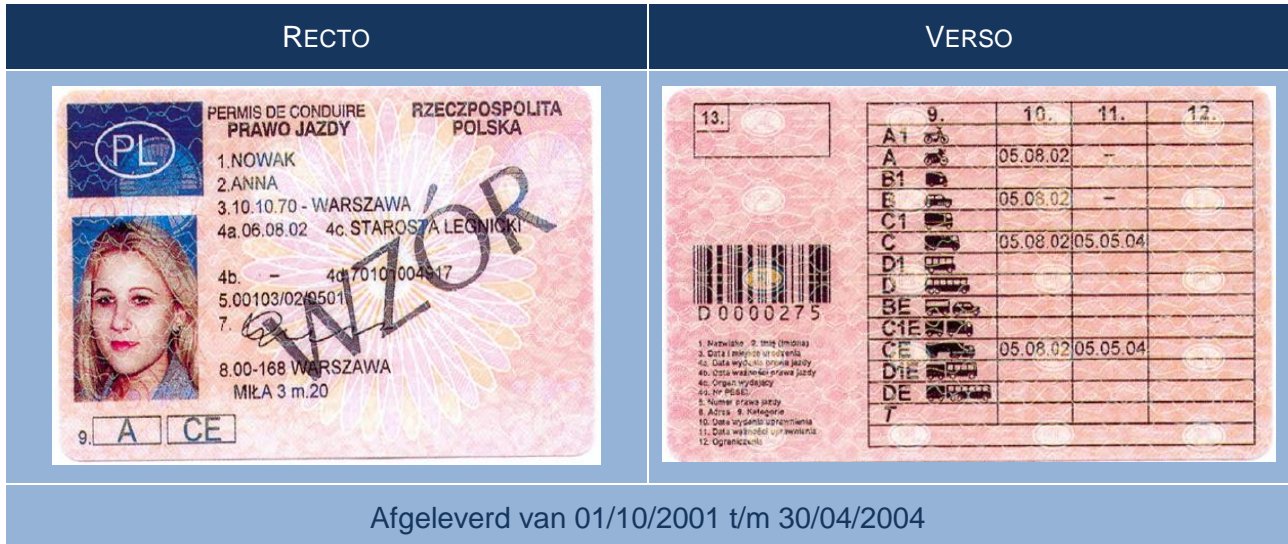 RECTO
VERSO
PL
PERMIS DE CONDUIRE
PRAWO JAZDY
RZECZPOSPOLITA
POLSKA
1.NOWAK
2.ANNA
3.10.10.70 - WARSZAWA
4a.06.08.02 4c.STAROSTA LEGNICKI
4b. – 4d.70101004917
5.00103/02/0501
7.
8.00-168 WARSZAWA
MIŁA 3 m.20
9. A CE
WZÓR
13.
D0000275
1. Nazwisko 2. Imię (imiona)
3. Data i miejsce urodzenia
4a. Data wydania prawa jazdy
4b. Data ważności prawa jazdy
4c. Organ wydający
4d. Nr PESEL
5. Numer prawa jazdy
8. Adres 9. Kategorie
10. Data wydania uprawnienia
11. Data ważności uprawnienia
12. Ograniczenia
9. 10. 11. 12.
A1
A 05.08.02 –
B1
B 05.08.02 –
C1
C 05.08.02 05.05.04
D1
D
BE
C1E
CE 05.08.02 05.05.04
D1E
DE
T
Afgeleverd van 01/10/2001 t/m 30/04/2004